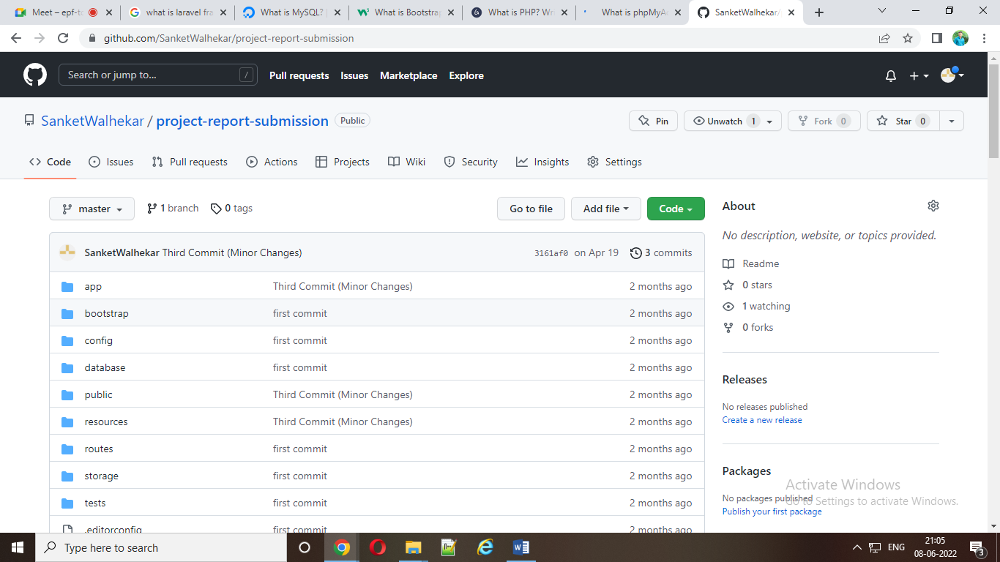 Meet – epf-to
what is laravel fra
What is MySQL?
What is Bootstrap
What is PHP? Wri
What is phpMyAd
SanketWalhekar/
github.com/SanketWalhekar/project-report-submission
Search or jump to... /
Pull requests Issues Marketplace Explore
SanketWalhekar / project-report-submission Public
Pin Unwatch 1 Fork 0 Star 0
Code Issues Pull requests Actions Projects Wiki Security Insights Settings
master 1 branch 0 tags Go to file Add file Code
SanketWalhekar Third Commit (Minor Changes) 3161af0 on Apr 19 3 commits
app Third Commit (Minor Changes) 2 months ago
bootstrap first commit 2 months ago
config first commit 2 months ago
database first commit 2 months ago
public Third Commit (Minor Changes) 2 months ago
resources Third Commit (Minor Changes) 2 months ago
routes first commit 2 months ago
storage first commit 2 months ago
tests first commit 2 months ago
.editorconfig first commit 2 months ago
About
No description, website, or topics provided.
Readme
0 stars
1 watching
0 forks
Releases
No releases published
Create a new release
Packages
No packages published
Publish your first package
Activate Windows
Go to Settings to activate Windows.
Type here to search
ENG
21:05
08-06-2022
3